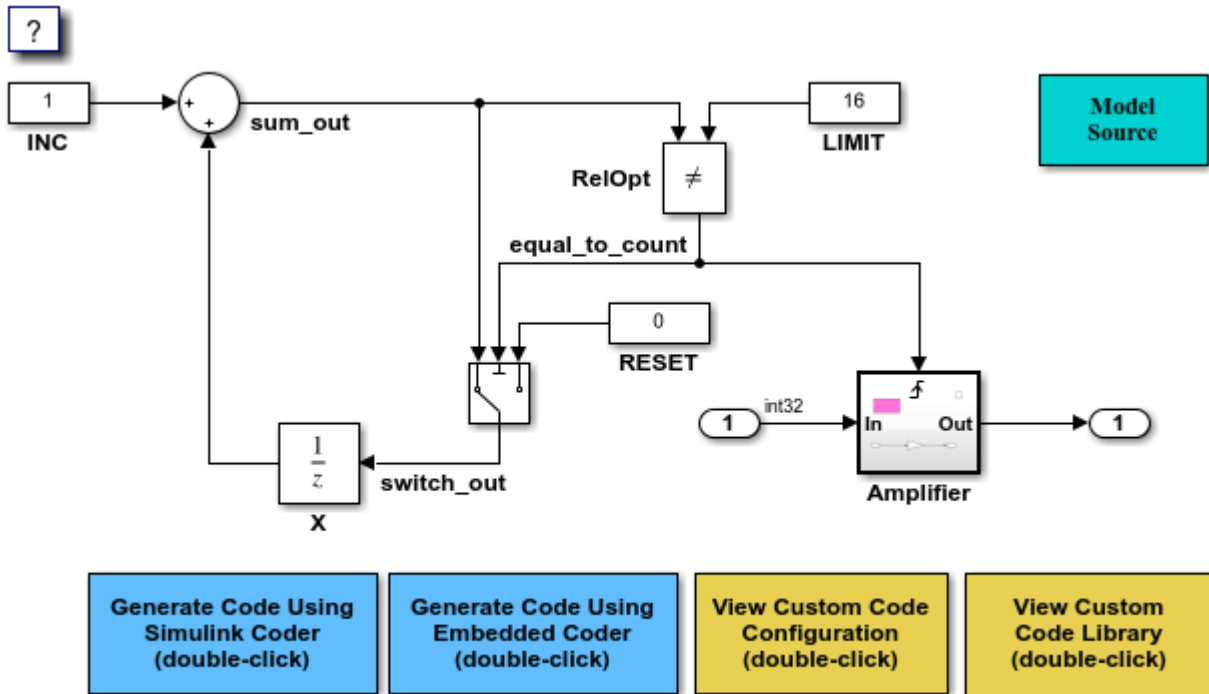 ?
1
INC
+
+
sum_out
16
LIMIT
Model
Source
RelOpt
≠
equal_to_count
0
RESET
1
int32
In
Out
1
Amplifier
1
z
X
switch_out
Generate Code Using
Simulink Coder
(double-click)
Generate Code Using
Embedded Coder
(double-click)
View Custom Code
Configuration
(double-click)
View Custom
Code Library
(double-click)